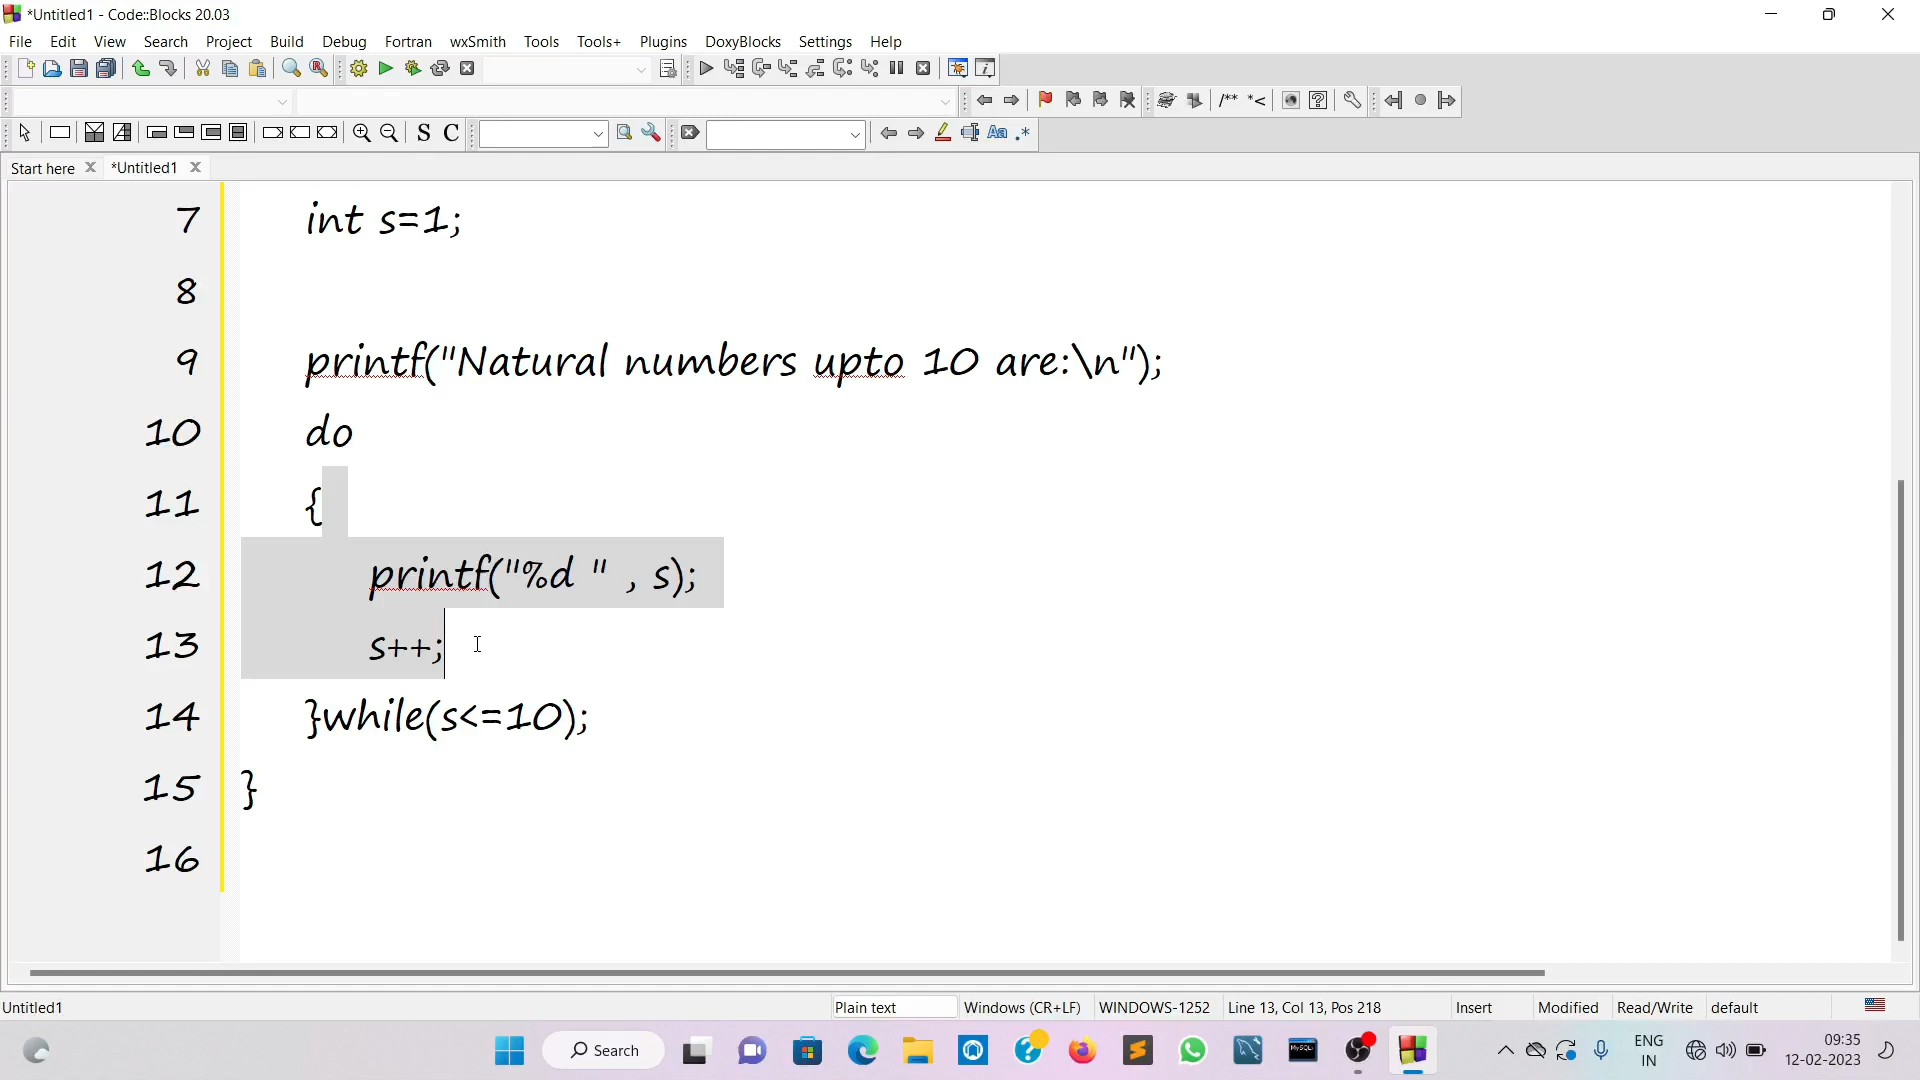 *Untitled1 - Code::Blocks 20.03
File Edit View Search Project Build Debug Fortran wxSmith Tools Tools+ Plugins DoxyBlocks Settings Help
/** *<
S C Aa .*
Start here *Untitled1
7 int s=1;
8
9 printf("Natural numbers upto 10 are:\n");
10 do
11 {
12 printf("%d " , s);
13 s++;
14 }while(s<=10);
15 }
16
Untitled1 Plain text Windows (CR+LF) WINDOWS-1252 Line 13, Col 13, Pos 218 Insert Modified Read/Write default
Search ENG 09:35
IN 12-02-2023